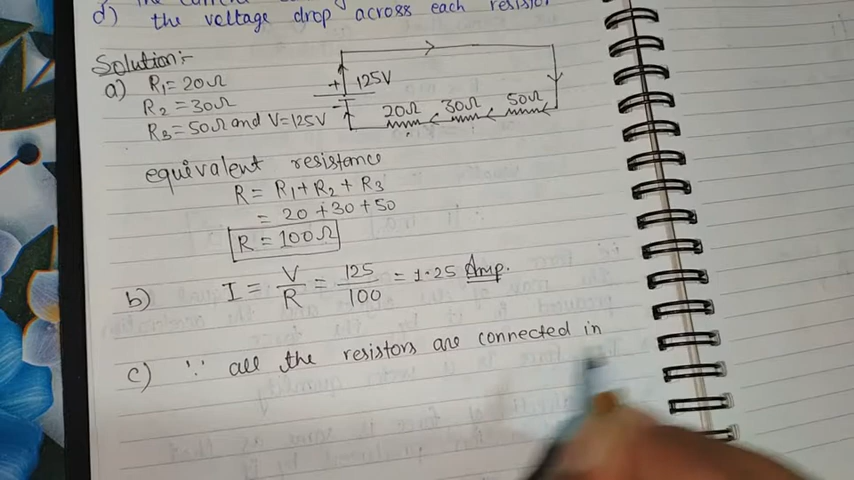 d) the voltage drop across each resistor
Solution:-
a) R₁ = 20Ω
R₂ = 30Ω
R₃ = 50Ω and V = 125V
+ 125V
20Ω 30Ω 50Ω
equivalent resistance
R = R₁ + R₂ + R₃
= 20 + 30 + 50
R = 100Ω
b) I = V/R = 125/100 = 1.25 Amp.
c) ∵ all the resistors are connected in